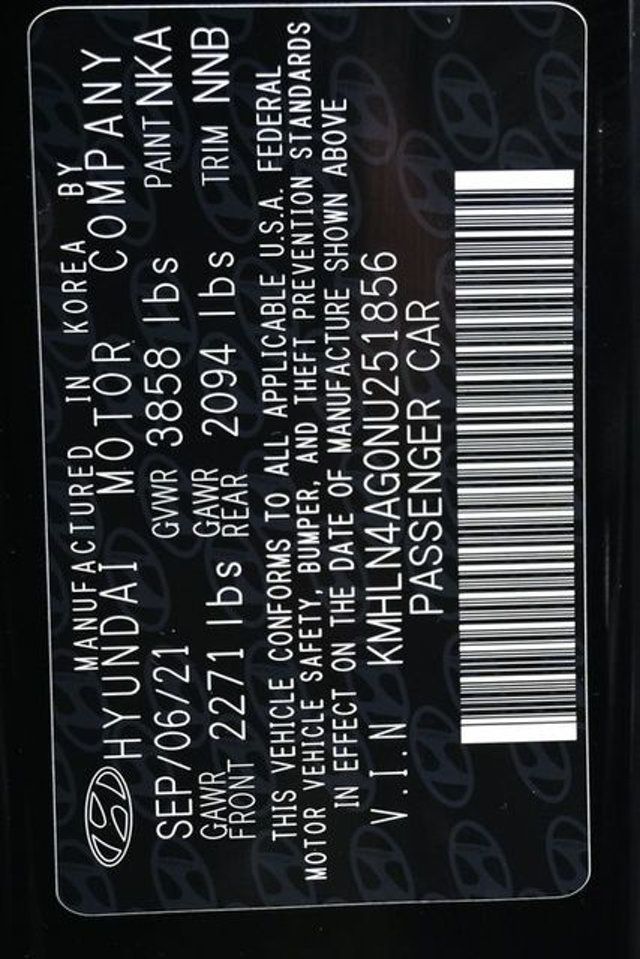 MANUFACTURED IN KOREA BY
HYUNDAI MOTOR COMPANY
SEP/06/21 GVWR 3858 lbs PAINT NKA
GAWR FRONT 2271 lbs GAWR REAR 2094 lbs TRIM NNB
THIS VEHICLE CONFORMS TO ALL APPLICABLE U.S.A. FEDERAL
MOTOR VEHICLE SAFETY, BUMPER, AND THEFT PREVENTION STANDARDS
IN EFFECT ON THE DATE OF MANUFACTURE SHOWN ABOVE
V.I.N KMHLN4AG0NU251856
PASSENGER CAR